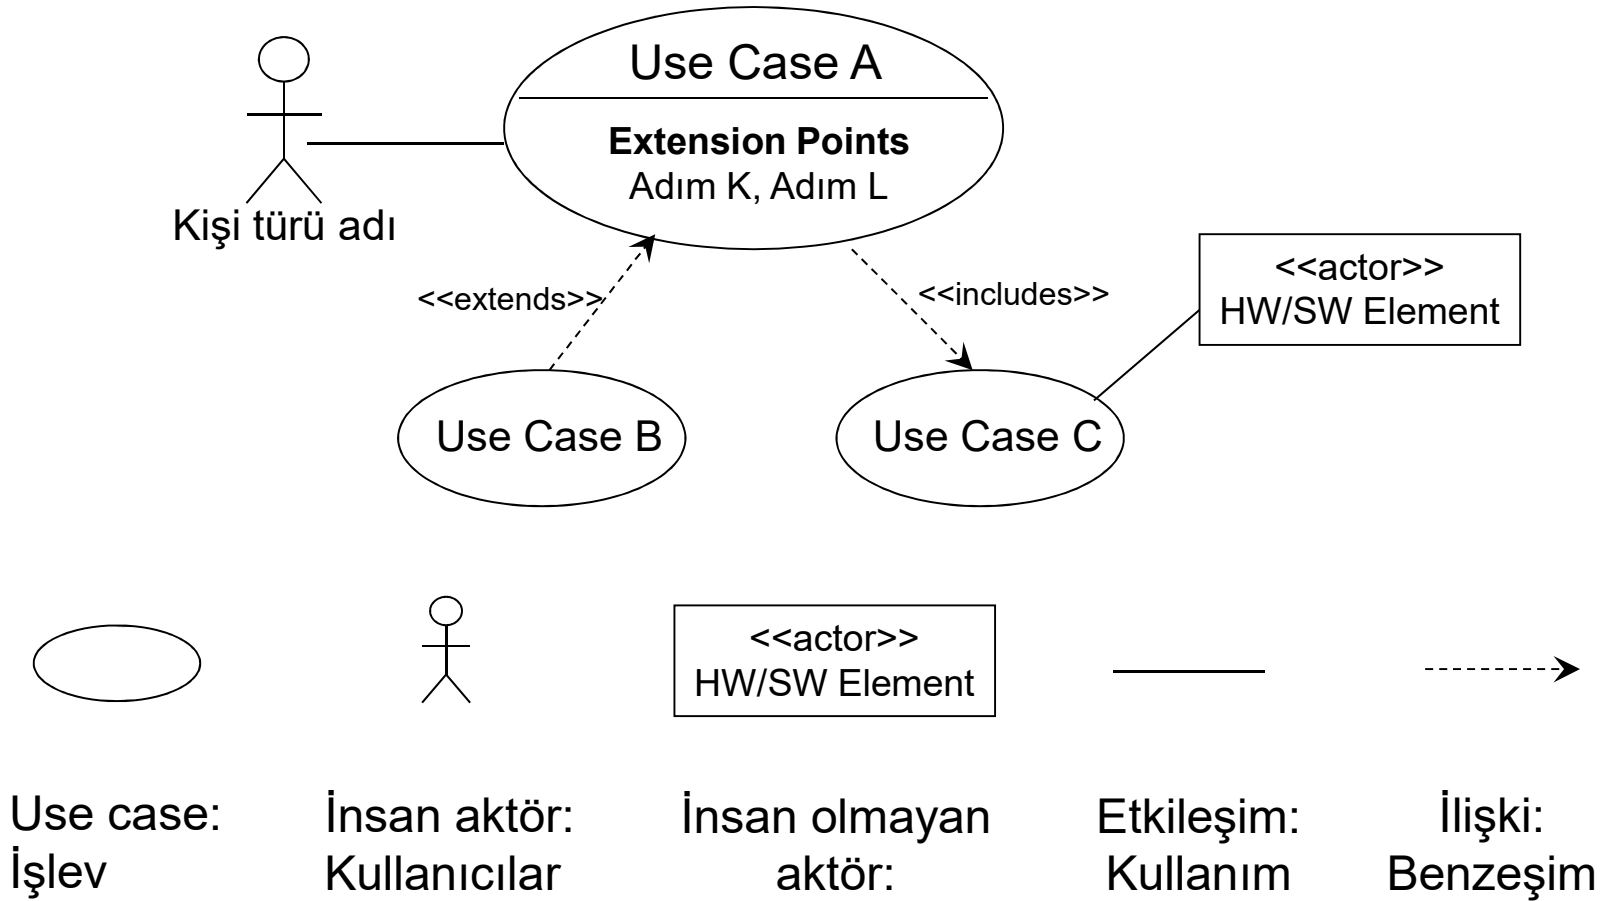 Use Case A
Extension Points
Adım K, Adım L
Kişi türü adı
<<extends>>
<<includes>>
<<actor>>
HW/SW Element
Use Case B
Use Case C
<<actor>>
HW/SW Element
Use case:
İşlev
İnsan aktör:
Kullanıcılar
İnsan olmayan
aktör:
Etkileşim:
Kullanım
İlişki:
Benzeşim